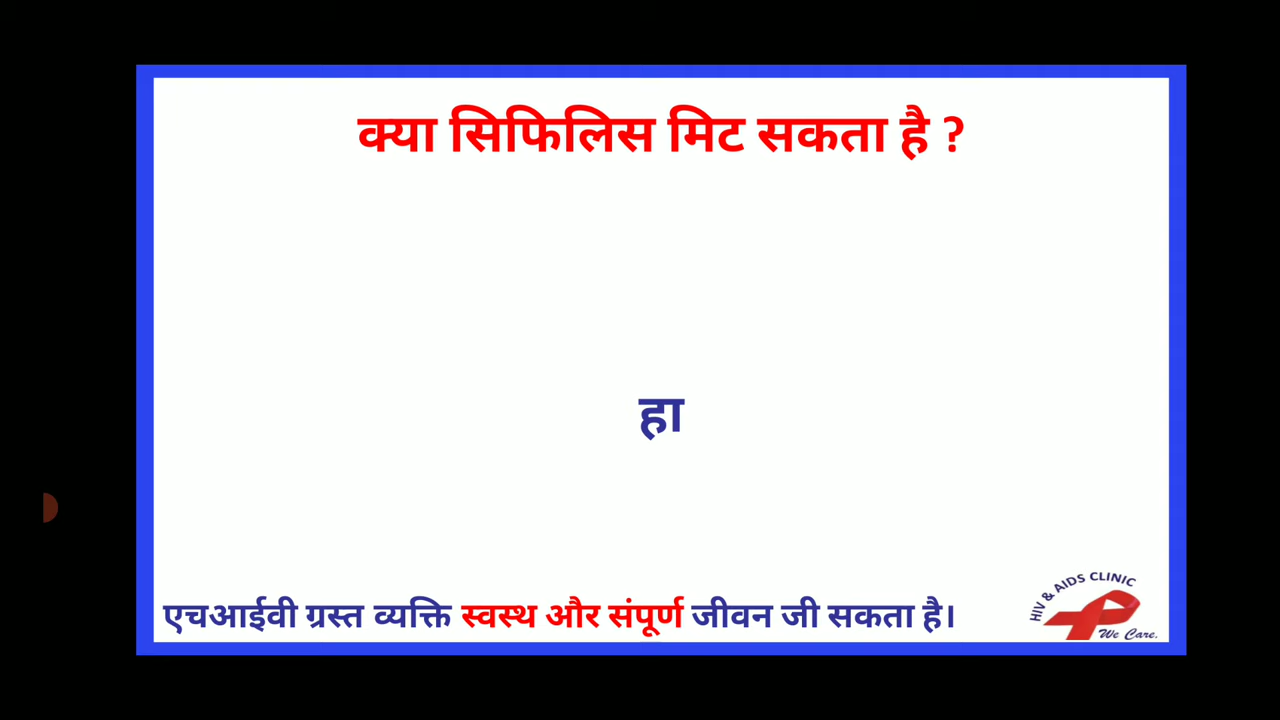 क्या सिफिलिस मिट सकता है ?
हा
एचआईवी ग्रस्त व्यक्ति स्वस्थ और संपूर्ण जीवन जी सकता है।
HIV & AIDS CLINIC
We Care.